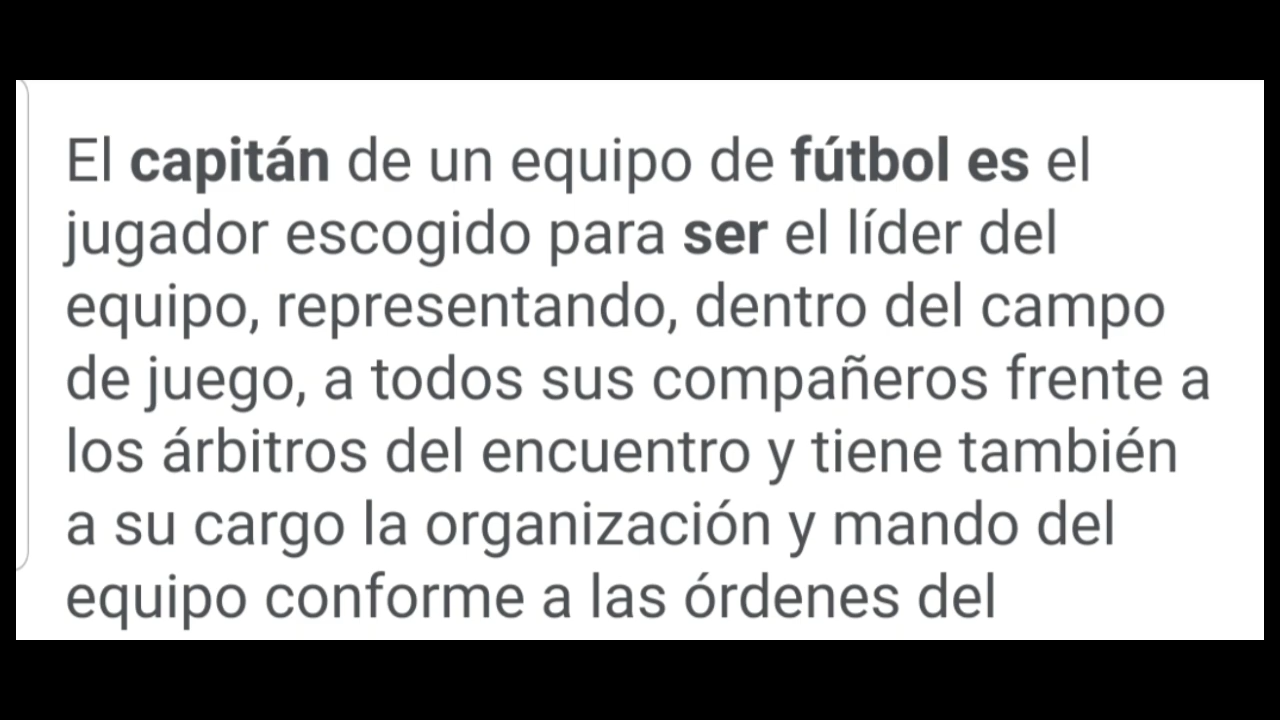 El capitán de un equipo de fútbol es el
jugador escogido para ser el líder del
equipo, representando, dentro del campo
de juego, a todos sus compañeros frente a
los árbitros del encuentro y tiene también
a su cargo la organización y mando del
equipo conforme a las órdenes del